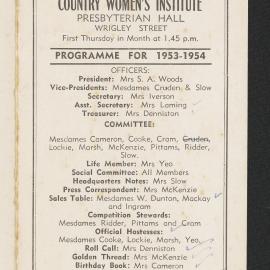 COUNTRY WOMEN'S INSTITUTE
PRESBYTERIAN HALL
WRIGLEY STREET
First Thursday in Month at 1.45 p.m.
PROGRAMME FOR 1953-1954
OFFICERS:
President: Mrs S. A. Woods
Vice-Presidents: Mesdames Cruden & Slow
Secretary: Mrs Iverson
Asst. Secretary: Mrs Laming
Treasurer: Mrs Denniston
COMMITTEE:
Mesdames Cameron, Cooke, Cram, Cruden,
Lockie, Marsh, McKenzie, Pittams, Ridder,
Slow.
Life Member: Mrs Yeo
Social Committee: All Members
Headquarters Notes: Mrs Slow
Press Correspondent: Mrs McKenzie
Sales Table: Mesdames W. Dunton, Mackay
and Ingram
Competition Stewards:
Mesdames Ridder, Pittams and Cram
Official Hostesses:
Mesdames Cooke, Lockie, Marsh, Yeo,
Roll Call: Mrs Denniston
Golden Thread: Mrs McKenzie
Birthday Book: Mrs Cameron